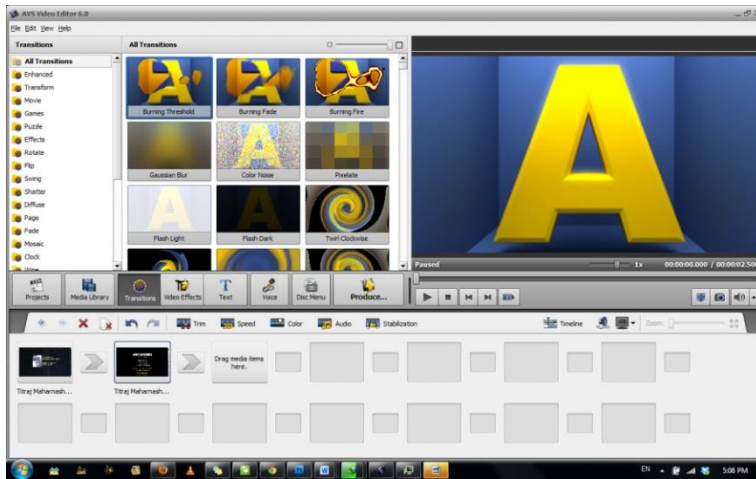 AVS Video Editor 6.0
File Edit View Help
Transitions
All Transitions
Enhanced
Transform
Movie
Games
Puzzle
Effects
Rotate
Flip
Swing
Shatter
Diffuse
Page
Fade
Mosaic
Clock
Wipe
All Transitions
Burning Threshold Burning Fade Burning Fire
Gaussian Blur Color Noise Pixelate
Flash Light Flash Dark Twirl Clockwise
A
Paused 1x 00:00:00.000 / 00:00:02.500
Projects Media Library Transitions Video Effects Text Voice Disc Menu Produce...
Trim Speed Color Audio Stabilization Timeline Zoom:
Drag media items
here.
Titraj Maharnash... Titraj Maharnash...
EN 5:08 PM